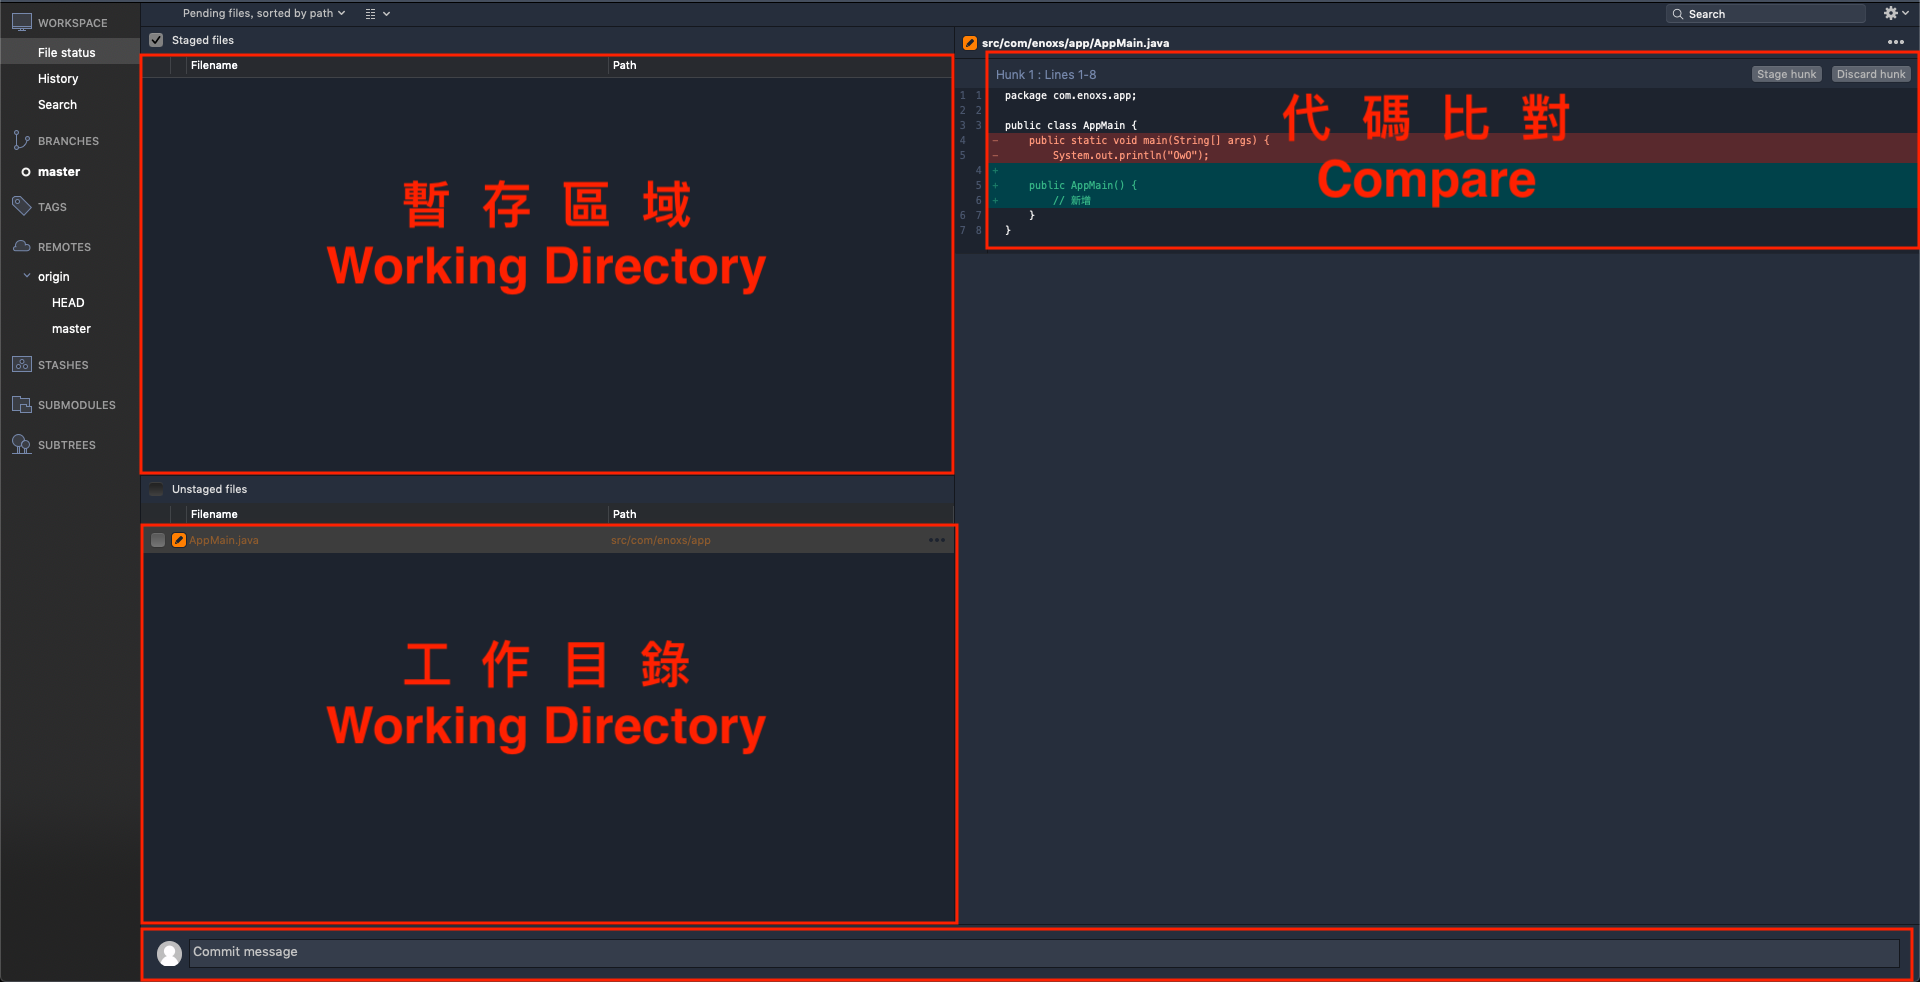 WORKSPACE
File status
History
Search
BRANCHES
master
TAGS
REMOTES
origin
HEAD
master
STASHES
SUBMODULES
SUBTREES
Pending files, sorted by path
Search
Staged files
Filename Path
暫存區域
Working Directory
Unstaged files
Filename Path
AppMain.java src/com/enoxs/app
工作目錄
Working Directory
src/com/enoxs/app/AppMain.java
Hunk 1 : Lines 1-8 Stage hunk Discard hunk
1 1 package com.enoxs.app;
2 2
3 3 public class AppMain {
4 - public static void main(String[] args) {
5 - System.out.println("OwO");
4 +
5 + public AppMain() {
6 + // 新增
6 7 }
7 8 }
代碼比對
Compare
Commit message